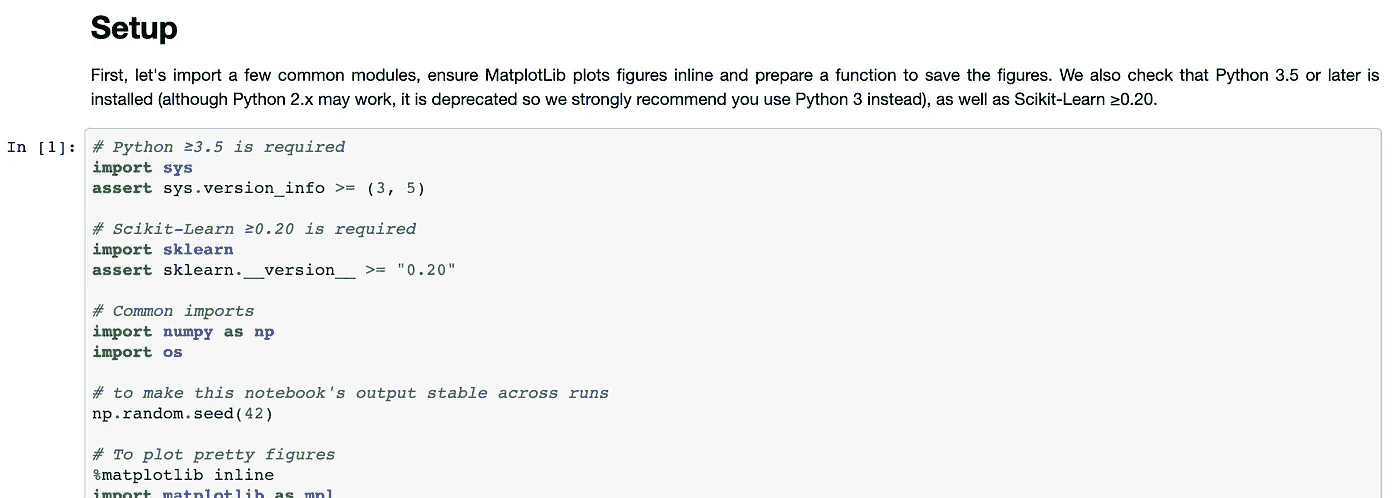 Setup
First, let's import a few common modules, ensure MatplotLib plots figures inline and prepare a function to save the figures. We also check that Python 3.5 or later is
installed (although Python 2.x may work, it is deprecated so we strongly recommend you use Python 3 instead), as well as Scikit-Learn ≥0.20.
In [1]:
# Python ≥3.5 is required
import sys
assert sys.version_info >= (3, 5)
# Scikit-Learn ≥0.20 is required
import sklearn
assert sklearn.__version__ >= "0.20"
# Common imports
import numpy as np
import os
# to make this notebook's output stable across runs
np.random.seed(42)
# To plot pretty figures
%matplotlib inline
import matplotlib as mpl